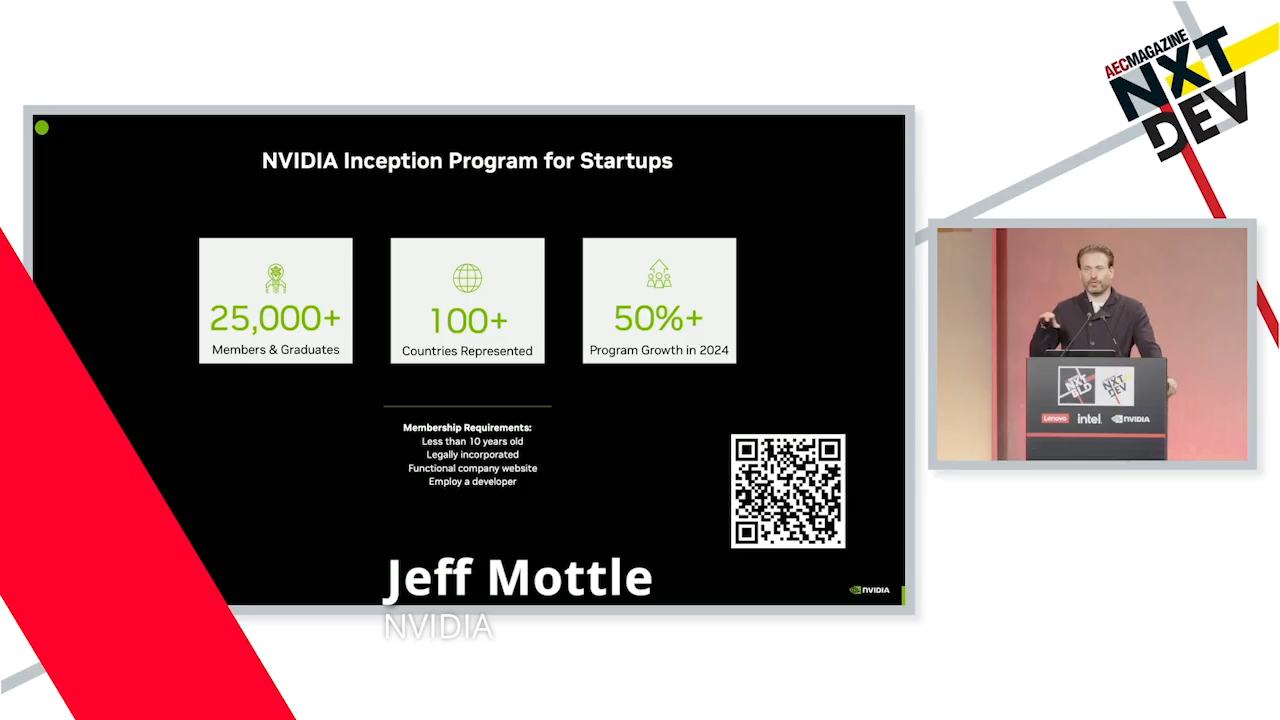 AECMAGAZINE
NXT
DEV
NVIDIA Inception Program for Startups
25,000+
Members & Graduates
100+
Countries Represented
50%+
Program Growth in 2024
Membership Requirements:
Less than 10 years old
Legally incorporated
Functional company website
Employ a developer
NVIDIA
Jeff Mottle
NVIDIA
NXT
BLD
NXT
DEV
Lenovo
intel
NVIDIA